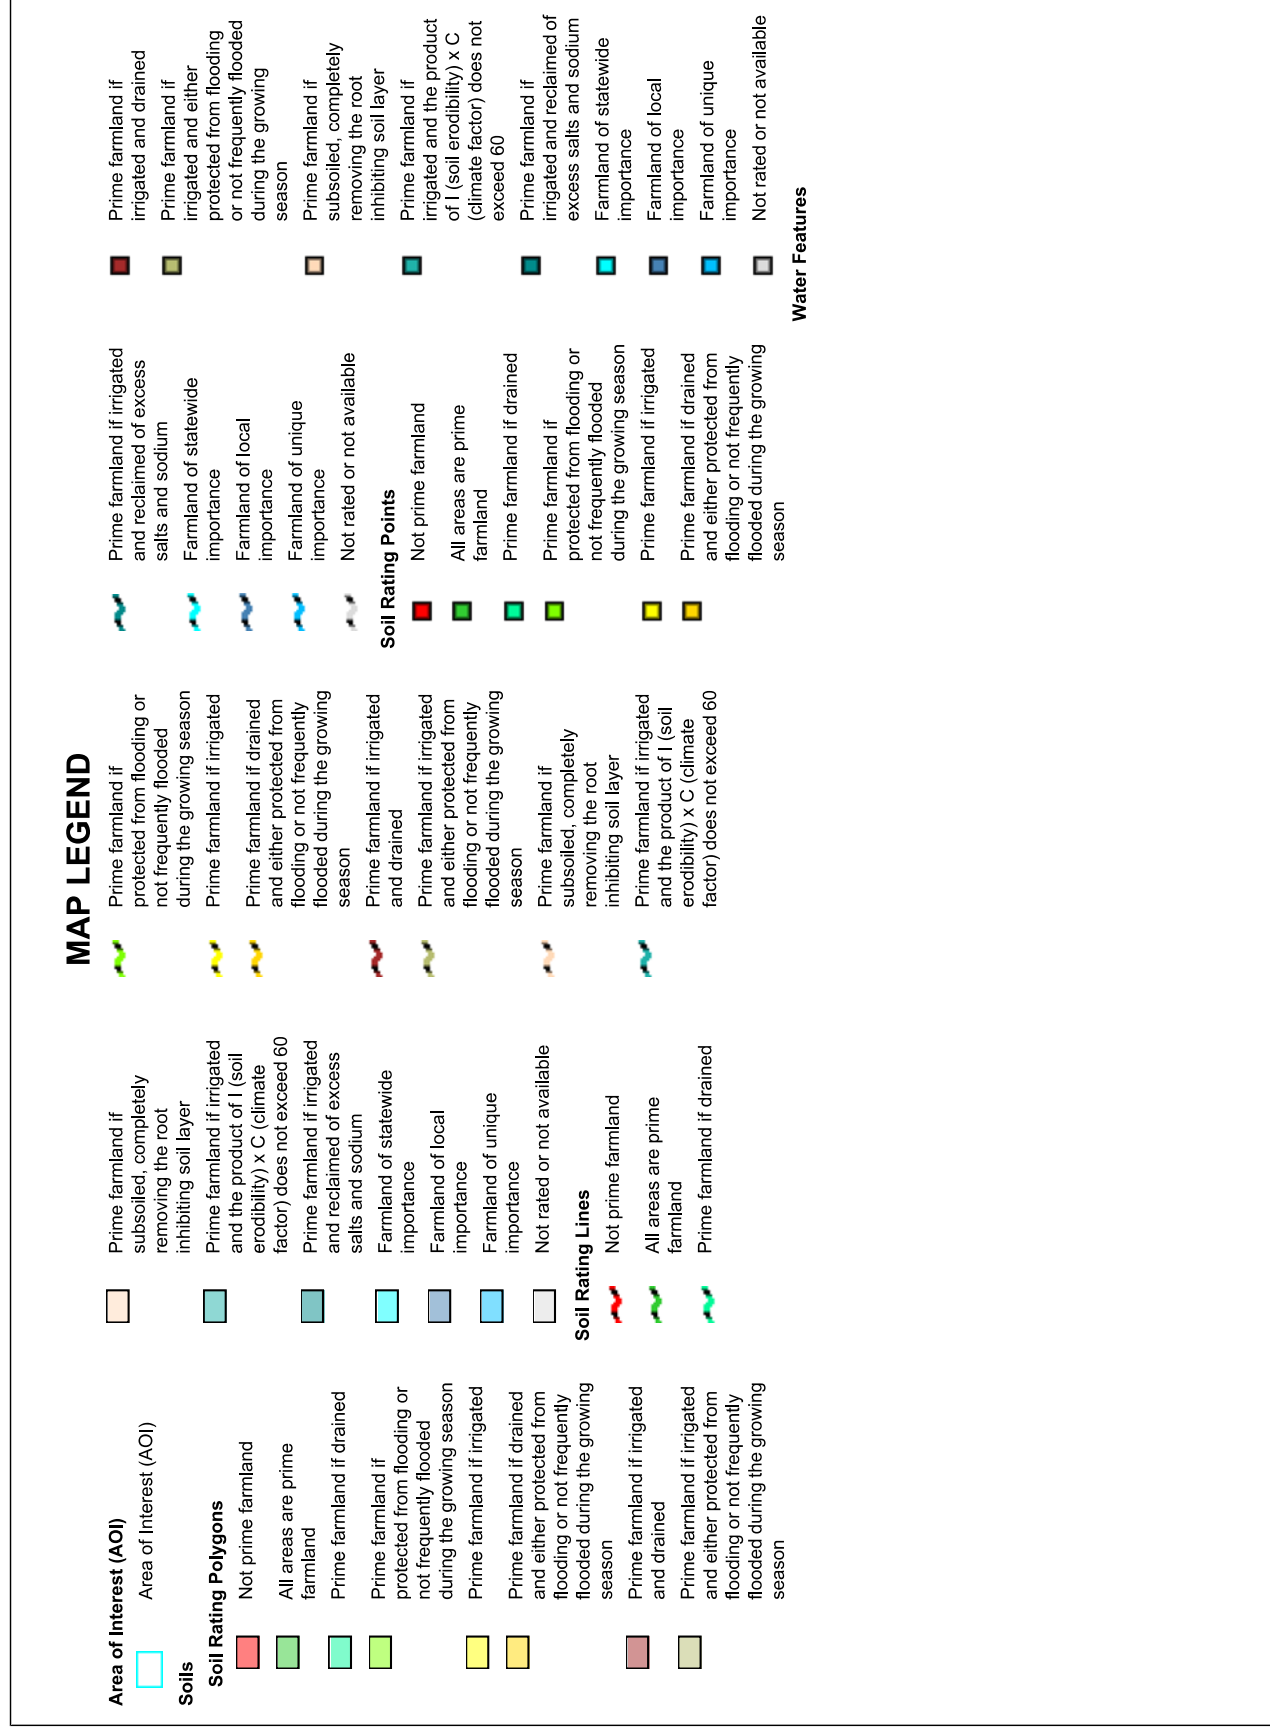 MAP LEGEND
Area of Interest (AOI)
Area of Interest (AOI)
Soils
Soil Rating Polygons
Not prime farmland
All areas are prime
farmland
Prime farmland if drained
Prime farmland if
protected from flooding or
not frequently flooded
during the growing season
Prime farmland if irrigated
Prime farmland if drained
and either protected from
flooding or not frequently
flooded during the growing
season
Prime farmland if irrigated
and drained
Prime farmland if irrigated
and either protected from
flooding or not frequently
flooded during the growing
season
Prime farmland if
subsoiled, completely
removing the root
inhibiting soil layer
Prime farmland if irrigated
and the product of I (soil
erodibility) x C (climate
factor) does not exceed 60
Prime farmland if irrigated
and reclaimed of excess
salts and sodium
Farmland of statewide
importance
Farmland of local
importance
Farmland of unique
importance
Not rated or not available
Soil Rating Lines
Not prime farmland
All areas are prime
farmland
Prime farmland if drained
Prime farmland if
protected from flooding or
not frequently flooded
during the growing season
Prime farmland if irrigated
Prime farmland if drained
and either protected from
flooding or not frequently
flooded during the growing
season
Prime farmland if irrigated
and drained
Prime farmland if irrigated
and either protected from
flooding or not frequently
flooded during the growing
season
Prime farmland if
subsoiled, completely
removing the root
inhibiting soil layer
Prime farmland if irrigated
and the product of I (soil
erodibility) x C (climate
factor) does not exceed 60
Prime farmland if irrigated
and reclaimed of excess
salts and sodium
Farmland of statewide
importance
Farmland of local
importance
Farmland of unique
importance
Not rated or not available
Soil Rating Points
Not prime farmland
All areas are prime
farmland
Prime farmland if drained
Prime farmland if
protected from flooding or
not frequently flooded
during the growing season
Prime farmland if irrigated
Prime farmland if drained
and either protected from
flooding or not frequently
flooded during the growing
season
Prime farmland if
irrigated and drained
Prime farmland if
irrigated and either
protected from flooding
or not frequently flooded
during the growing
season
Prime farmland if
subsoiled, completely
removing the root
inhibiting soil layer
Prime farmland if
irrigated and the product
of I (soil erodibility) x C
(climate factor) does not
exceed 60
Prime farmland if
irrigated and reclaimed of
excess salts and sodium
Farmland of statewide
importance
Farmland of local
importance
Farmland of unique
importance
Not rated or not available
Water Features